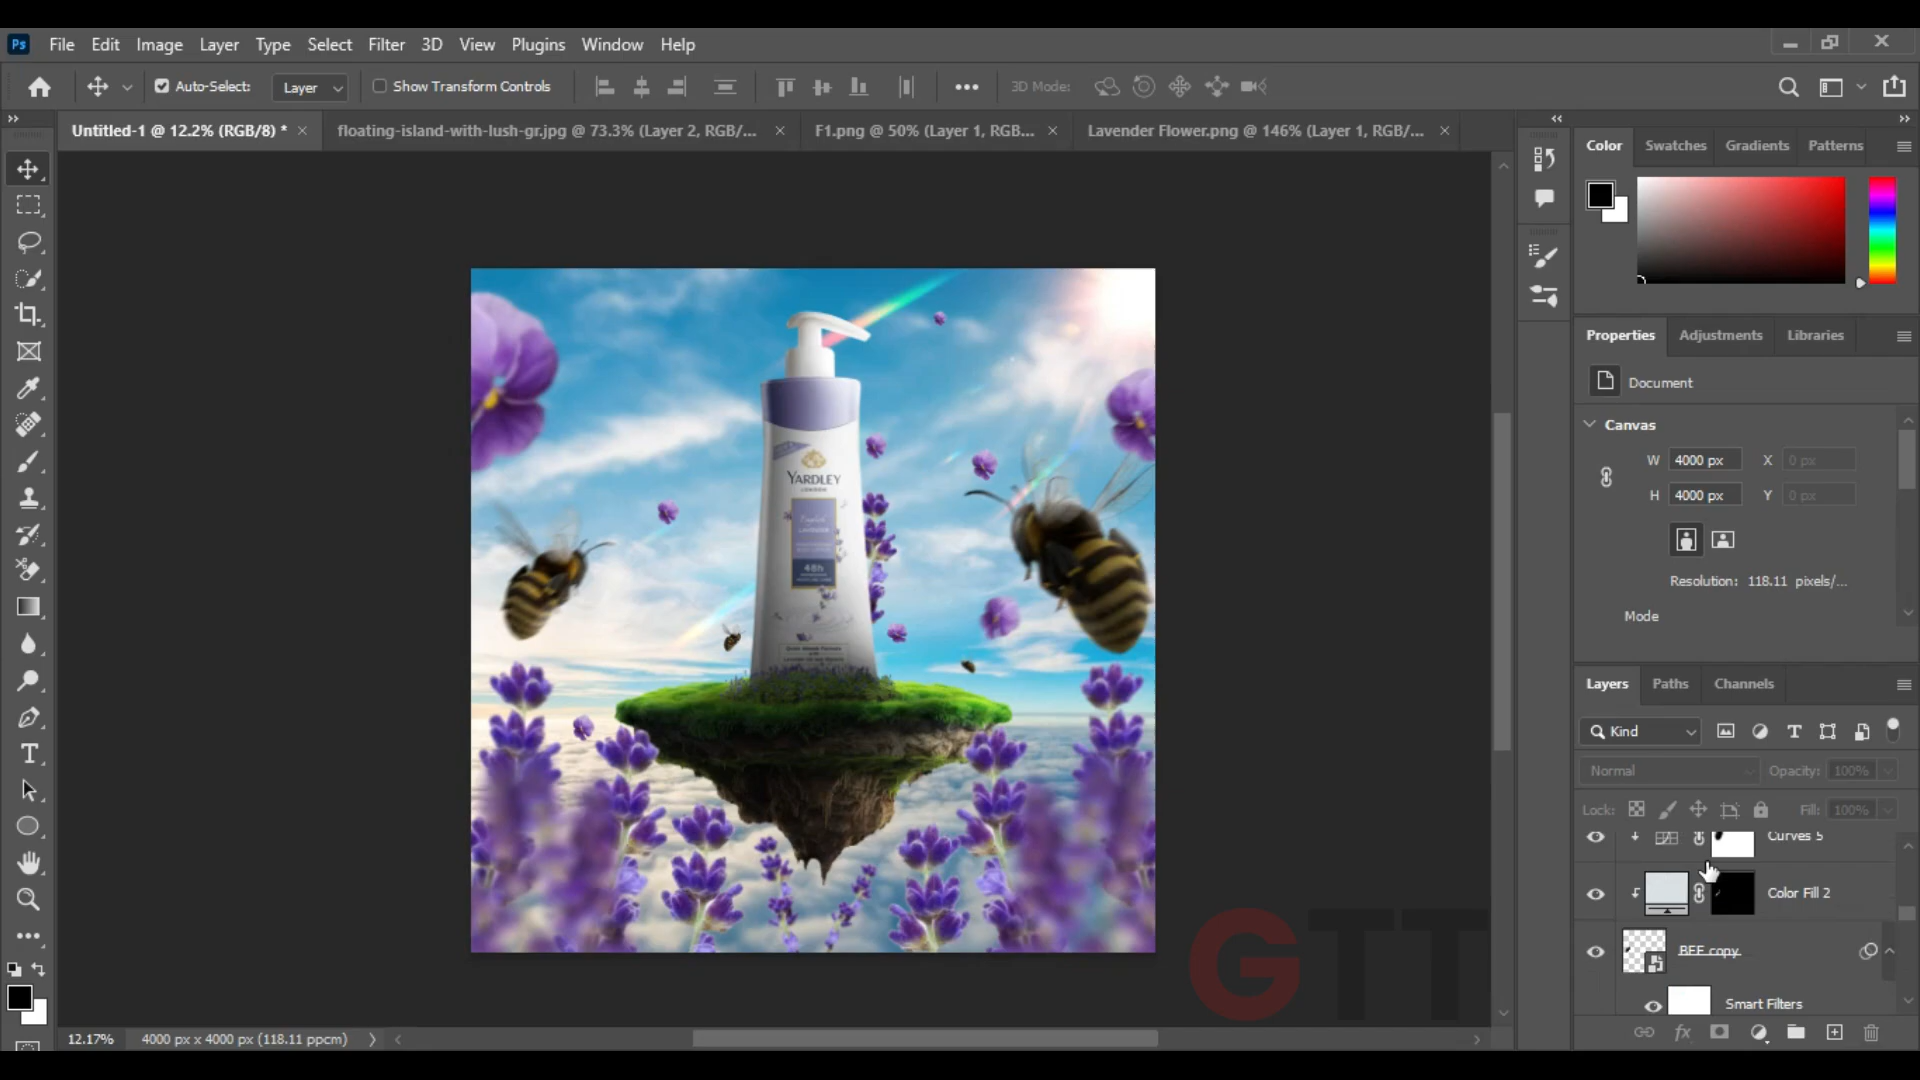 Ps File Edit Image Layer Type Select Filter 3D View Plugins Window Help
Auto-Select: Layer Show Transform Controls 3D Mode:
Untitled-1 @ 12.2% (RGB/8) * floating-island-with-lush-gr.jpg @ 73.3% (Layer 2, RGB/... F1.png @ 50% (Layer 1, RGB... Lavender Flower.png @ 146% (Layer 1, RGB/...
Color Swatches Gradients Patterns
Properties Adjustments Libraries
Document
Canvas
W 4000 px X 0 px
H 4000 px Y 0 px
Resolution: 118.11 pixels/...
Mode
Layers Paths Channels
Kind
Normal Opacity: 100%
Lock: Fill: 100%
Curves 5
Color Fill 2
BEE copy
Smart Filters
YARDLEY
LONDON
English
LAVENDER
48h
GTT
12.17% 4000 px x 4000 px (118.11 ppcm)